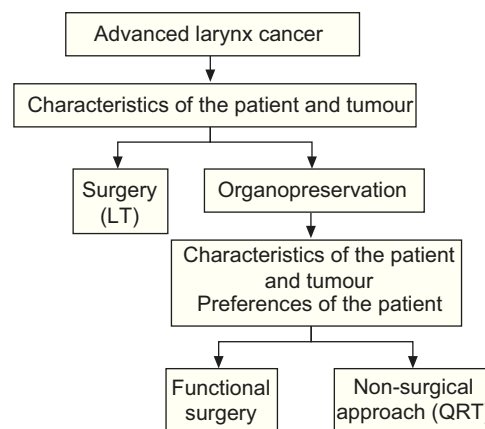 Advanced larynx cancer
Characteristics of the patient and tumour
Surgery
(LT)
Organopreservation
Characteristics of the patient
and tumour
Preferences of the patient
Functional
surgery
Non-surgical
approach (QRT)